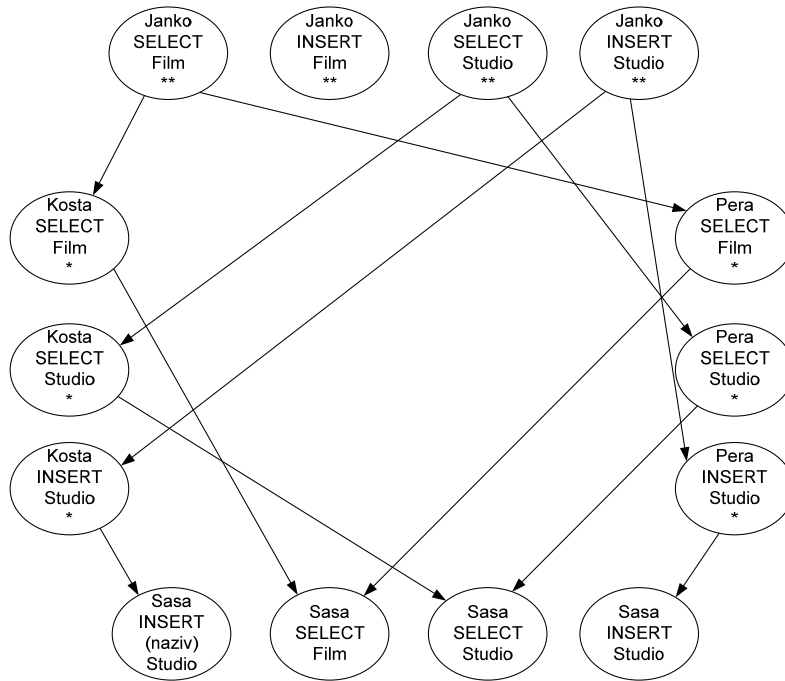 Janko
SELECT
Film
**
Janko
INSERT
Film
**
Janko
SELECT
Studio
**
Janko
INSERT
Studio
**
Kosta
SELECT
Film
*
Pera
SELECT
Film
*
Kosta
SELECT
Studio
*
Pera
SELECT
Studio
*
Kosta
INSERT
Studio
*
Pera
INSERT
Studio
*
Sasa
INSERT
(naziv)
Studio
Sasa
SELECT
Film
Sasa
SELECT
Studio
Sasa
INSERT
Studio